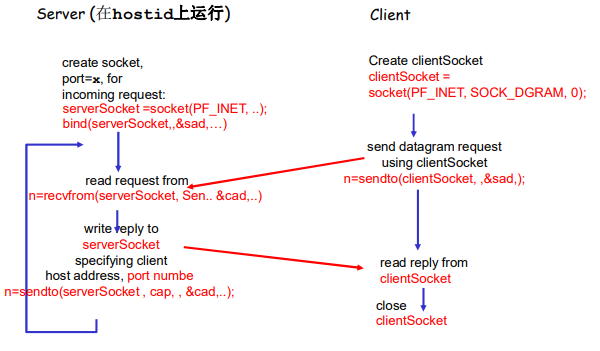 Server (在hostid上运行)
create socket,
port=x, for
incoming request:
serverSocket =socket(PF_INET, ..);
bind(serverSocket,,&sad,…)
read request from
n=recvfrom(serverSocket, Sen.. &cad,..)
write reply to
serverSocket
specifying client
host address, port numbe
n=sendto(serverSocket , cap, , &cad,..);
Client
Create clientSocket
clientSocket =
socket(PF_INET, SOCK_DGRAM, 0);
send datagram request
using clientSocket
n=sendto(clientSocket, ,&sad,);
read reply from
clientSocket
close
clientSocket